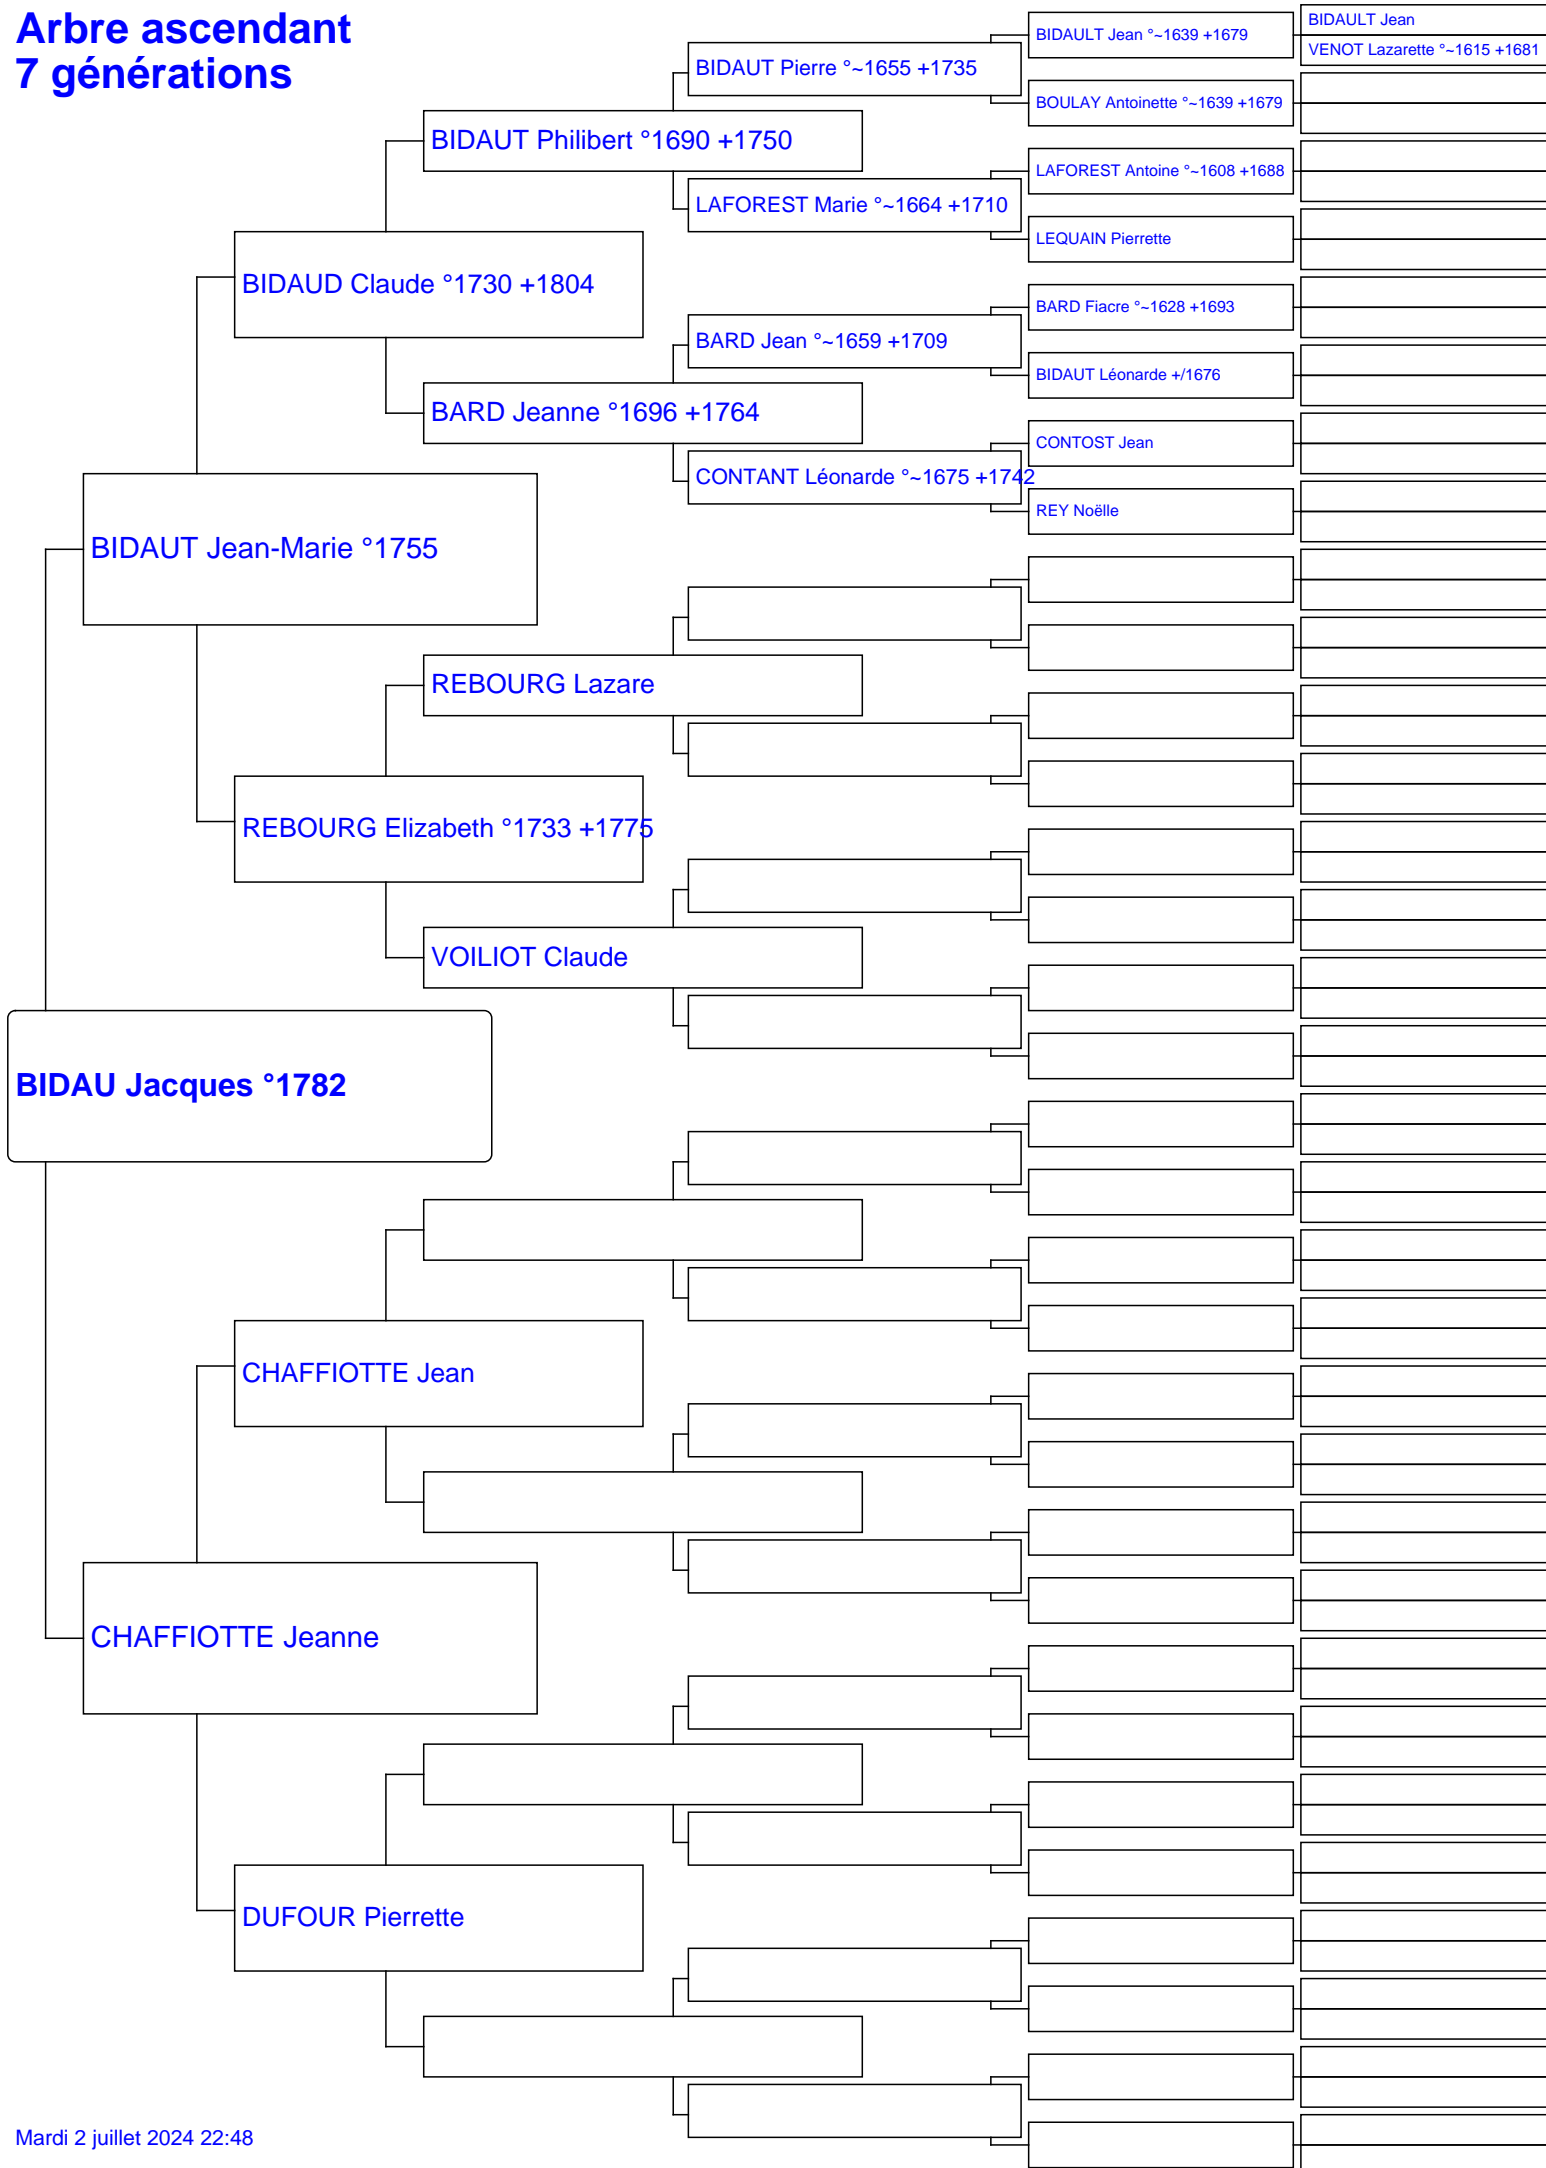 Arbre ascendant
7 générations
BIDAULT Jean
VENOT Lazarette °~1615 +1681
BIDAULT Jean °~1639 +1679
BIDAUT Pierre °~1655 +1735
BOULAY Antoinette °~1639 +1679
BIDAUT Philibert °1690 +1750
LAFOREST Antoine °~1608 +1688
LAFOREST Marie °~1664 +1710
LEQUAIN Pierrette
BIDAUD Claude °1730 +1804
BARD Fiacre °~1628 +1693
BARD Jean °~1659 +1709
BIDAUT Léonarde +/1676
BARD Jeanne °1696 +1764
CONTOST Jean
CONTANT Léonarde °~1675 +1742
REY Noëlle
BIDAUT Jean-Marie °1755
REBOURG Lazare
REBOURG Elizabeth °1733 +1775
VOILIOT Claude
BIDAU Jacques °1782
CHAFFIOTTE Jean
CHAFFIOTTE Jeanne
DUFOUR Pierrette
Mardi 2 juillet 2024 22:48